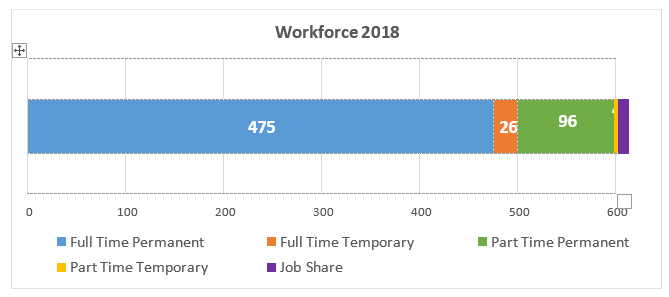 Workforce 2018
475 26 96
0 100 200 300 400 500 600
Full Time Permanent Full Time Temporary Part Time Permanent
Part Time Temporary Job Share